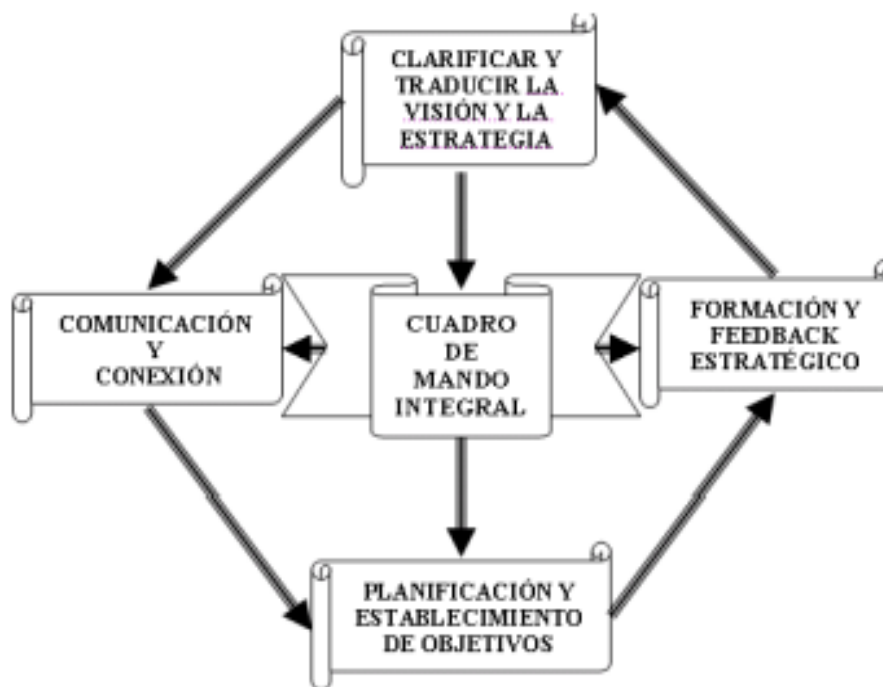 CLARIFICAR Y
TRADUCIR LA
VISIÓN Y LA
ESTRATEGIA
COMUNICACIÓN
Y
CONEXIÓN
CUADRO
DE
MANDO
INTEGRAL
FORMACIÓN Y
FEEDBACK
ESTRATÉGICO
PLANIFICACIÓN Y
ESTABLECIMIENTO
DE OBJETIVOS